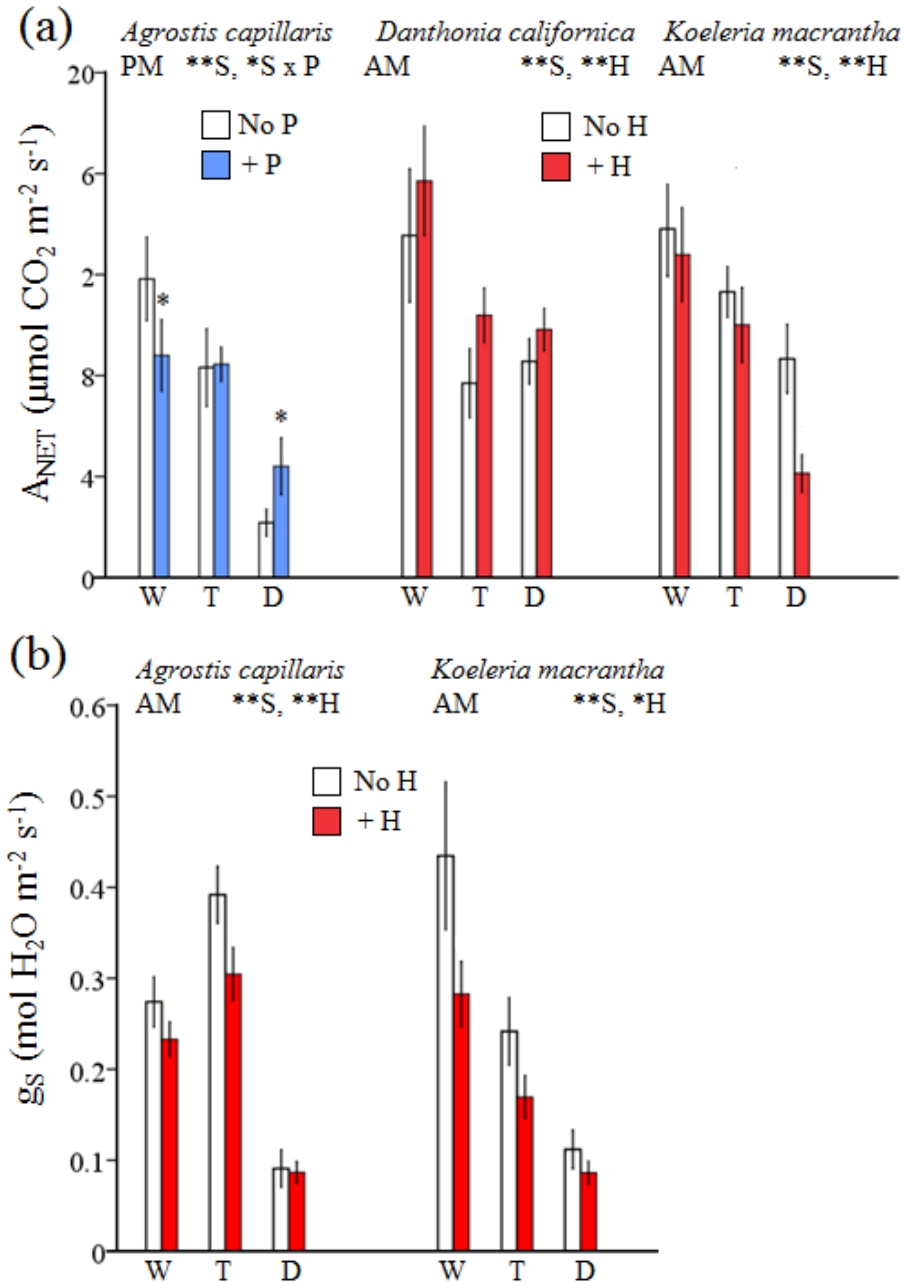 (a)
Agrostis capillaris Danthonia californica Koeleria macrantha
PM **S, *S x P AM **S, **H AM **S, **H
20
No P No H
+ P + H
6
2
*
8
*
4
0
A_NET (μmol CO₂ m⁻² s⁻¹)
W T D W T D W T D
(b)
Agrostis capillaris Koeleria macrantha
AM **S, **H AM **S, *H
0.6
No H
+ H
0.5
0.4
0.3
0.2
0.1
0
g_S (mol H₂O m⁻² s⁻¹)
W T D W T D